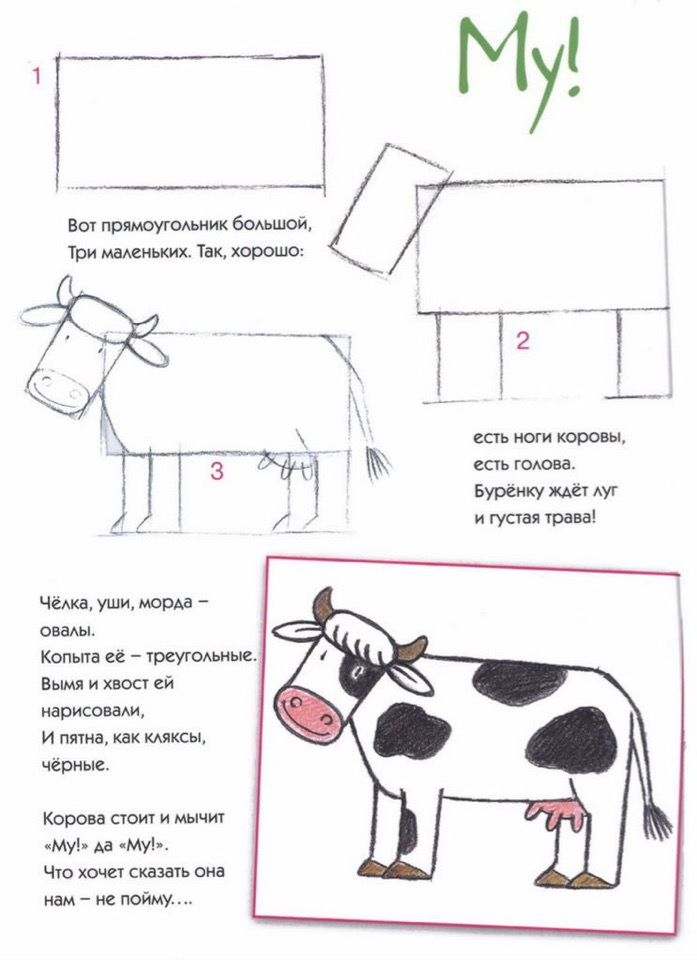 Му!
1
Вот прямоугольник большой,
Три маленьких. Так, хорошо:
2
есть ноги коровы,
есть голова.
Бурёнку ждёт луг
и густая трава!
3
Чёлка, уши, морда –
овалы.
Копыта её – треугольные.
Вымя и хвост ей
нарисовали,
И пятна, как кляксы,
чёрные.
Корова стоит и мычит
«Му!» да «Му!».
Что хочет сказать она
нам – не пойму....